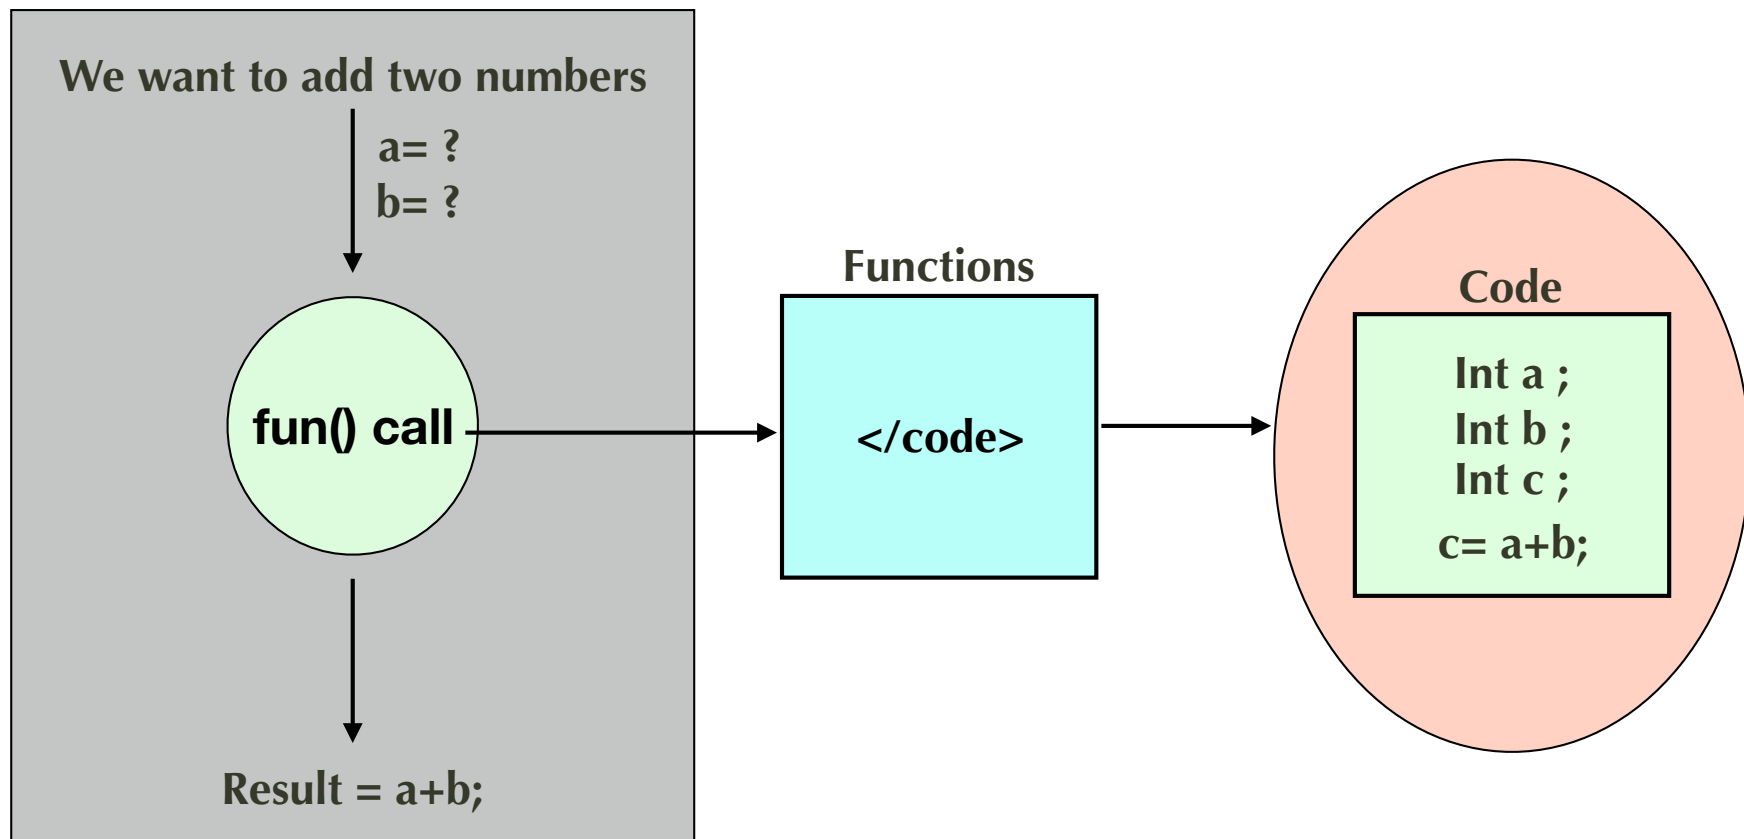 We want to add two numbers
a= ?
b= ?
fun() call
Result = a+b;
Functions
</code>
Code
Int a ;
Int b ;
Int c ;
c= a+b;